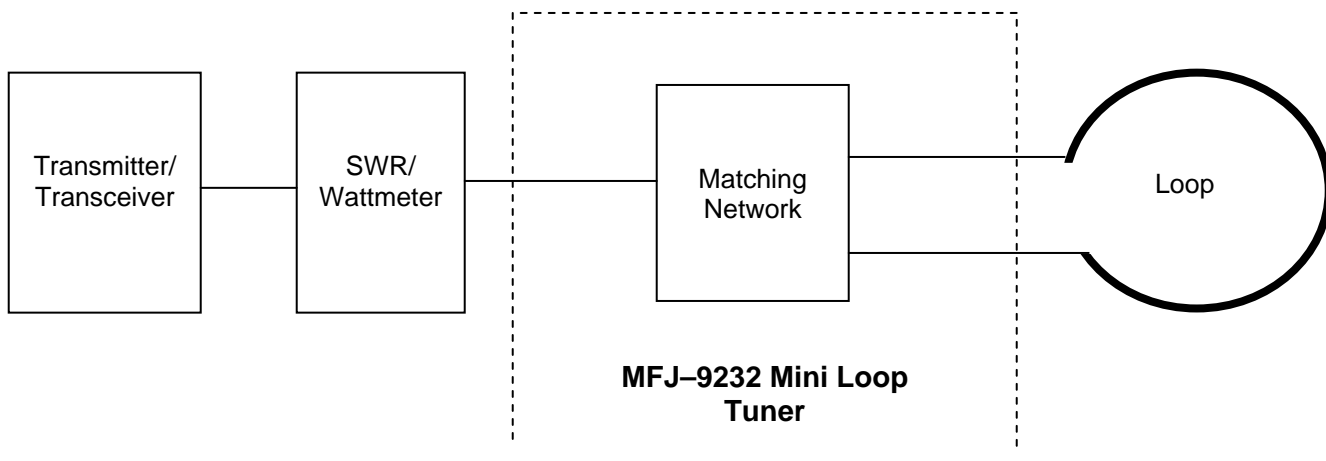 Transmitter/
Transceiver
SWR/
Wattmeter
Matching
Network
Loop
MFJ–9232 Mini Loop
Tuner